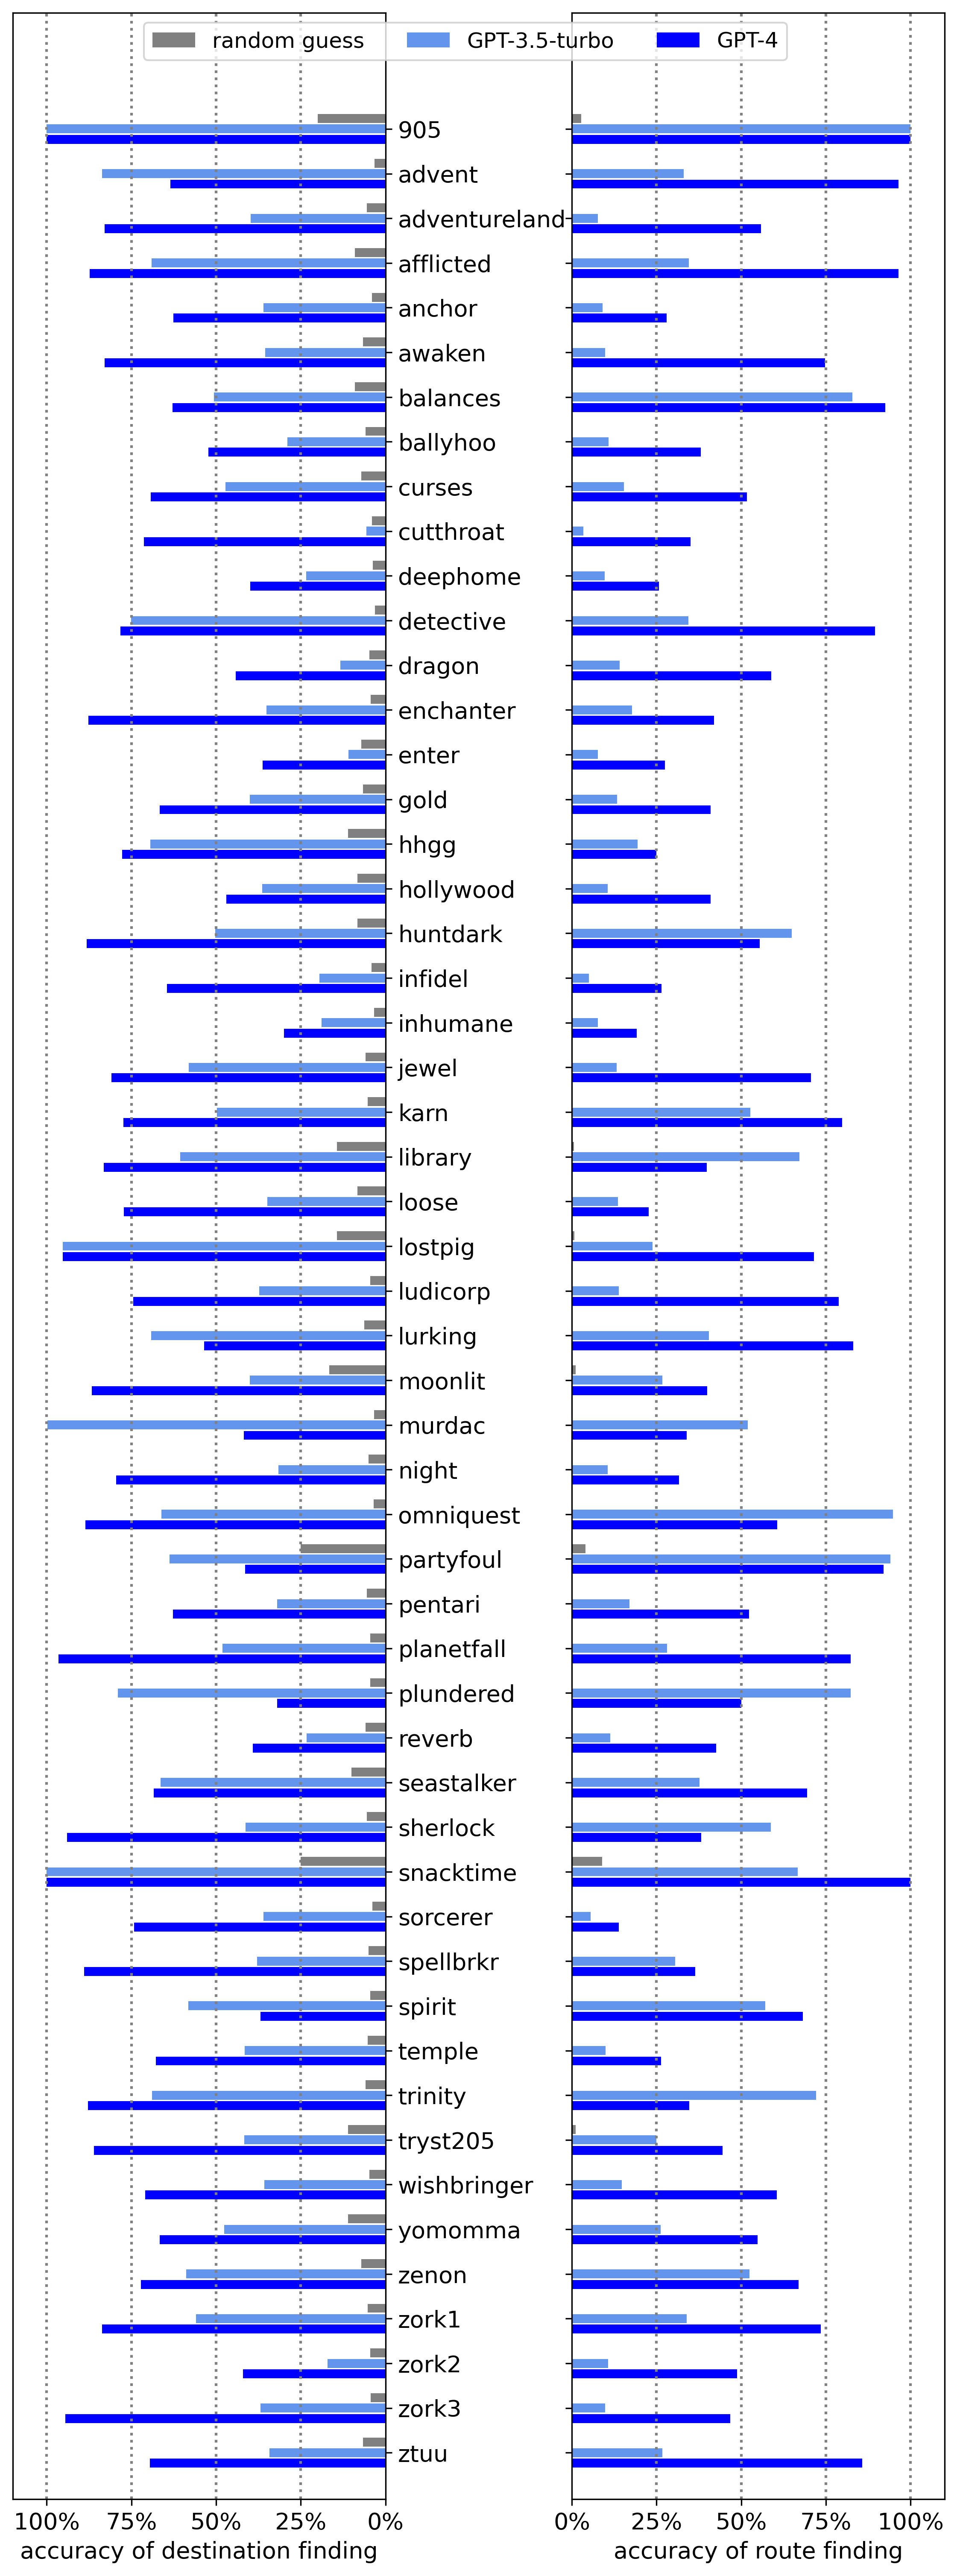 random guess GPT-3.5-turbo GPT-4
905
advent
adventureland
afflicted
anchor
awaken
balances
ballyhoo
curses
cutthroat
deephome
detective
dragon
enchanter
enter
gold
hhgg
hollywood
huntdark
infidel
inhumane
jewel
karn
library
loose
lostpig
ludicorp
lurking
moonlit
murdac
night
omniquest
partyfoul
pentari
planetfall
plundered
reverb
seastalker
sherlock
snacktime
sorcerer
spellbrkr
spirit
temple
trinity
tryst205
wishbringer
yomomma
zenon
zork1
zork2
zork3
ztuu
100% 75% 50% 25% 0% 0% 25% 50% 75% 100%
accuracy of destination finding accuracy of route finding